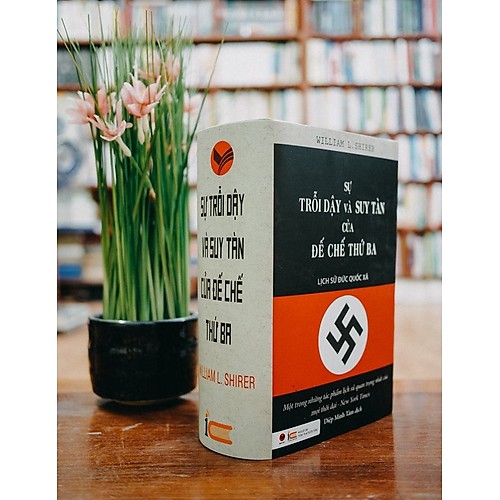 SỰ TRỖI DẬY
VÀ SUY TÀN
CỦA ĐẾ CHẾ
THỨ BA
WILLIAM L. SHIRER
WILLIAM L. SHIRER
SỰ
TRỖI DẬY VÀ SUY TÀN
CỦA
ĐẾ CHẾ THỨ BA
LỊCH SỬ ĐỨC QUỐC XÃ
Một trong những tác phẩm lịch sử quan trọng nhất của
mọi thời đại - New York Times
Diệp Minh Tâm dịch